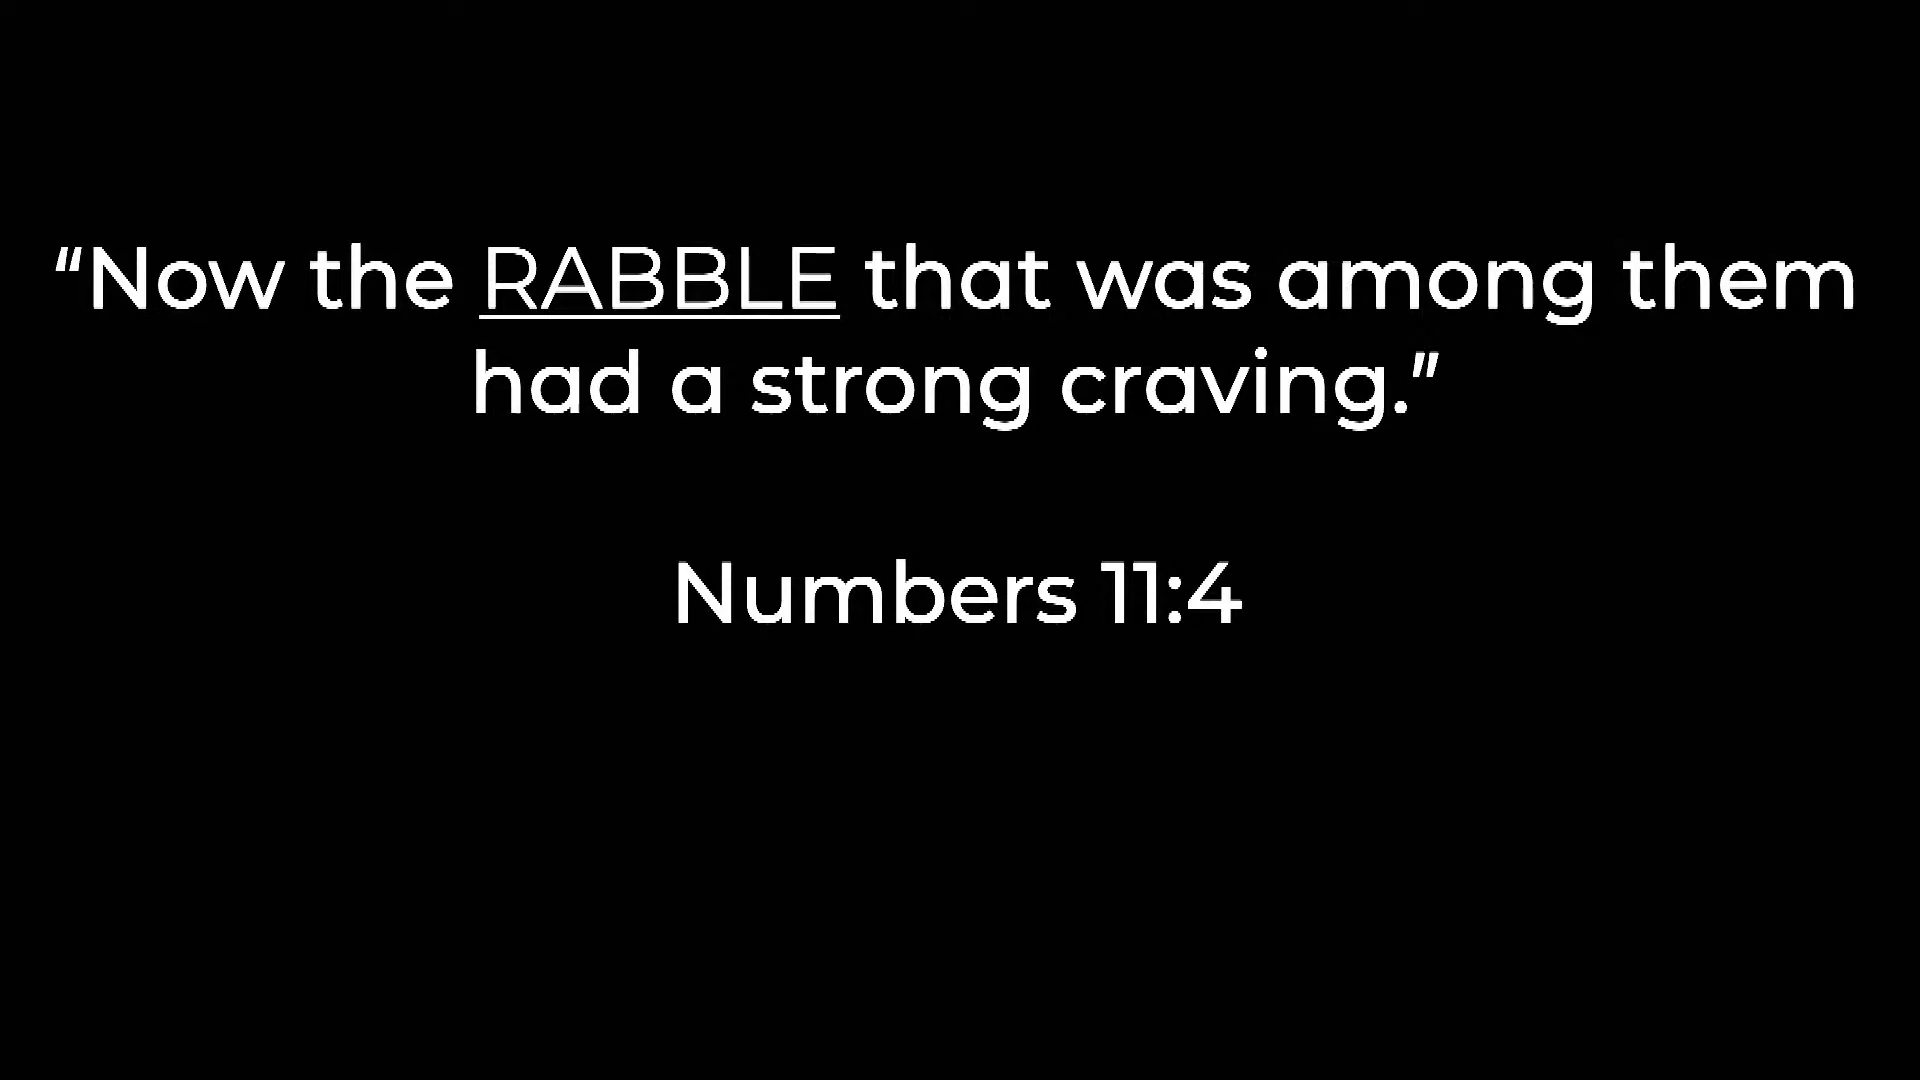 “Now the RABBLE that was among them
had a strong craving.”
Numbers 11:4